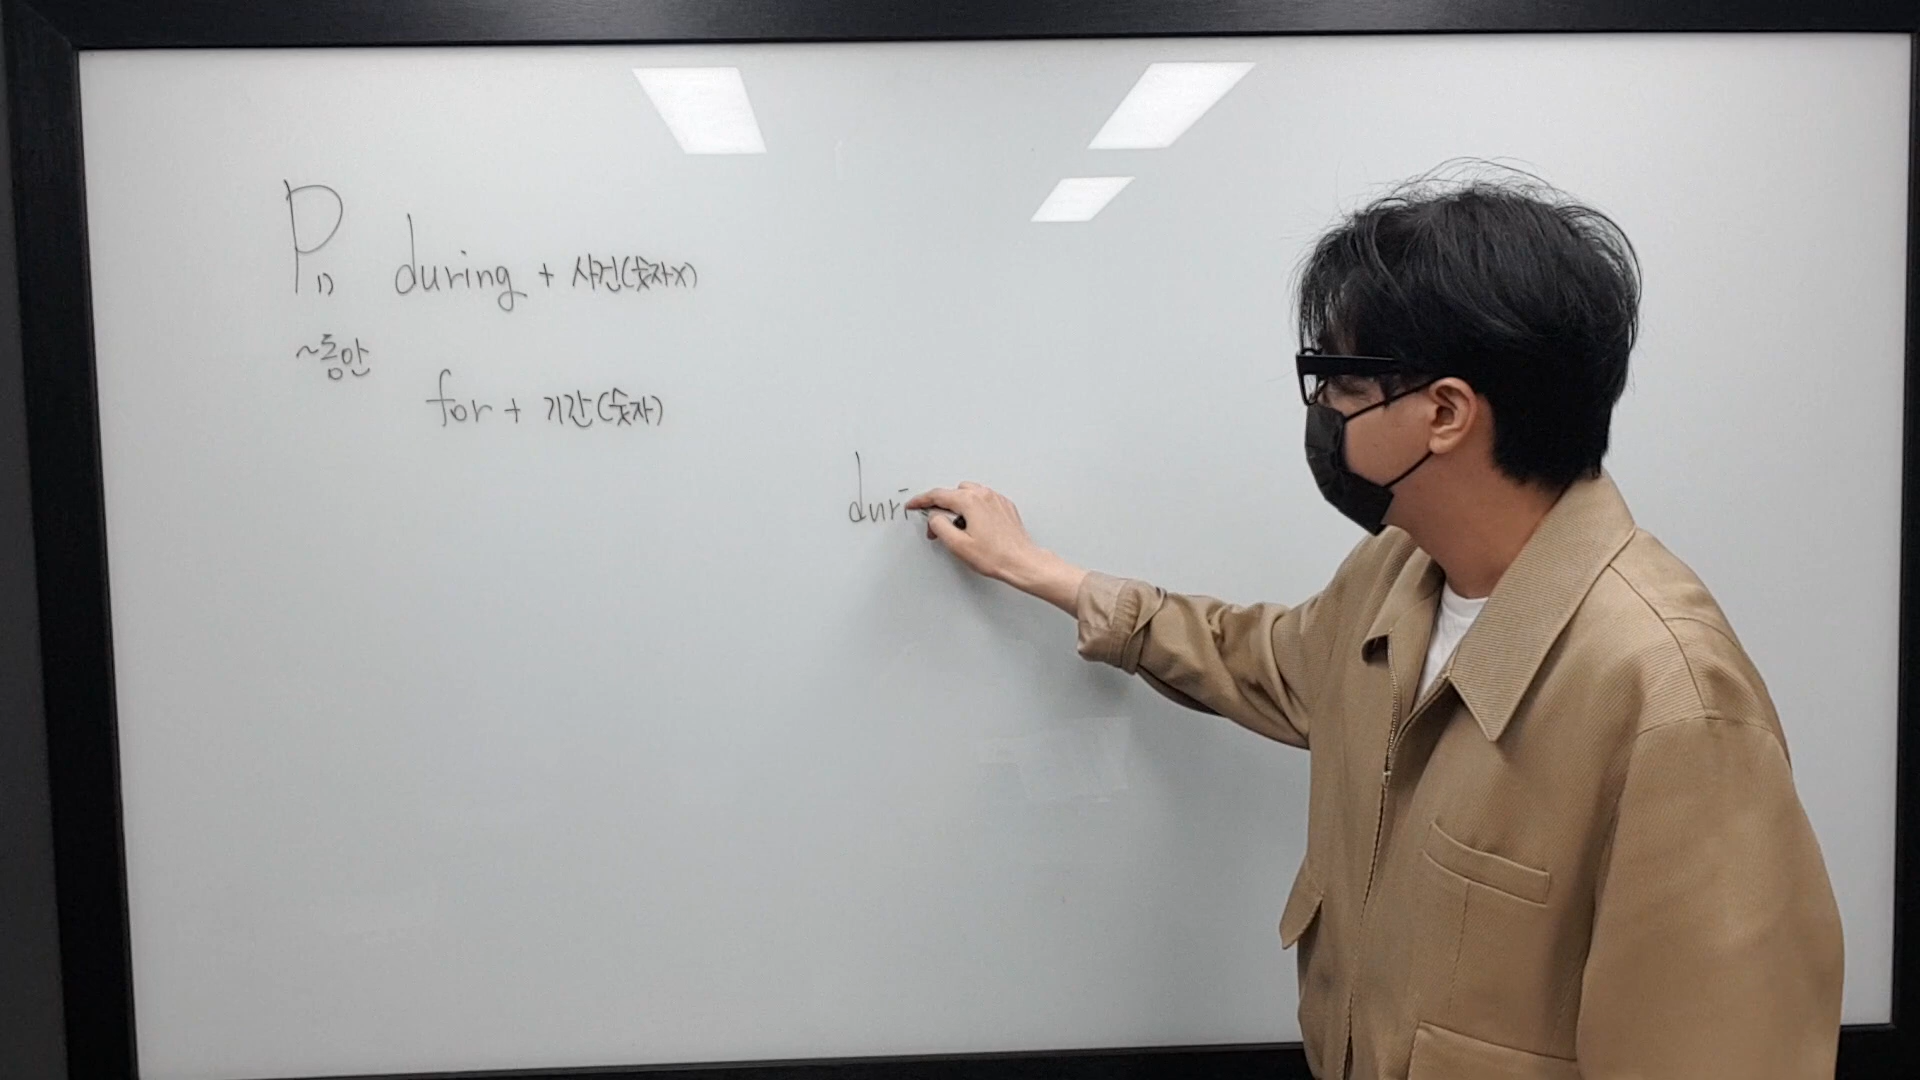 P 1) during + 사건(숫자x)
~동안
for + 기간(숫자)
duri